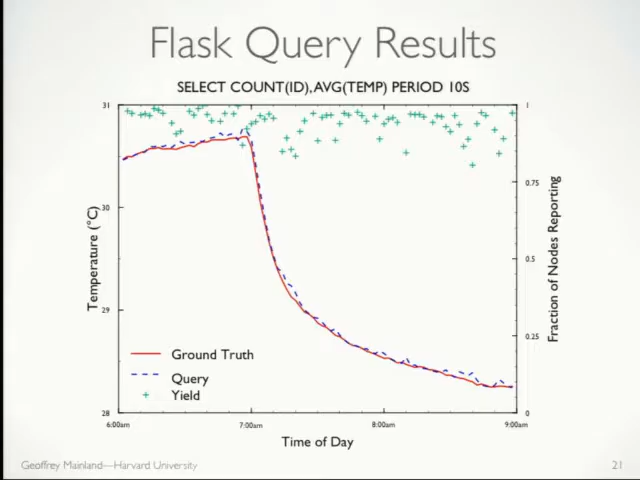 Flask Query Results
SELECT COUNT(ID), AVG(TEMP) PERIOD 10S
31
30
29
28
1
0.75
0.5
0.25
0
Temperature (°C)
Fraction of Nodes Reporting
Ground Truth
Query
Yield
6:00am
7:00am
8:00am
9:00am
Time of Day
Geoffrey Mainland—Harvard University
21